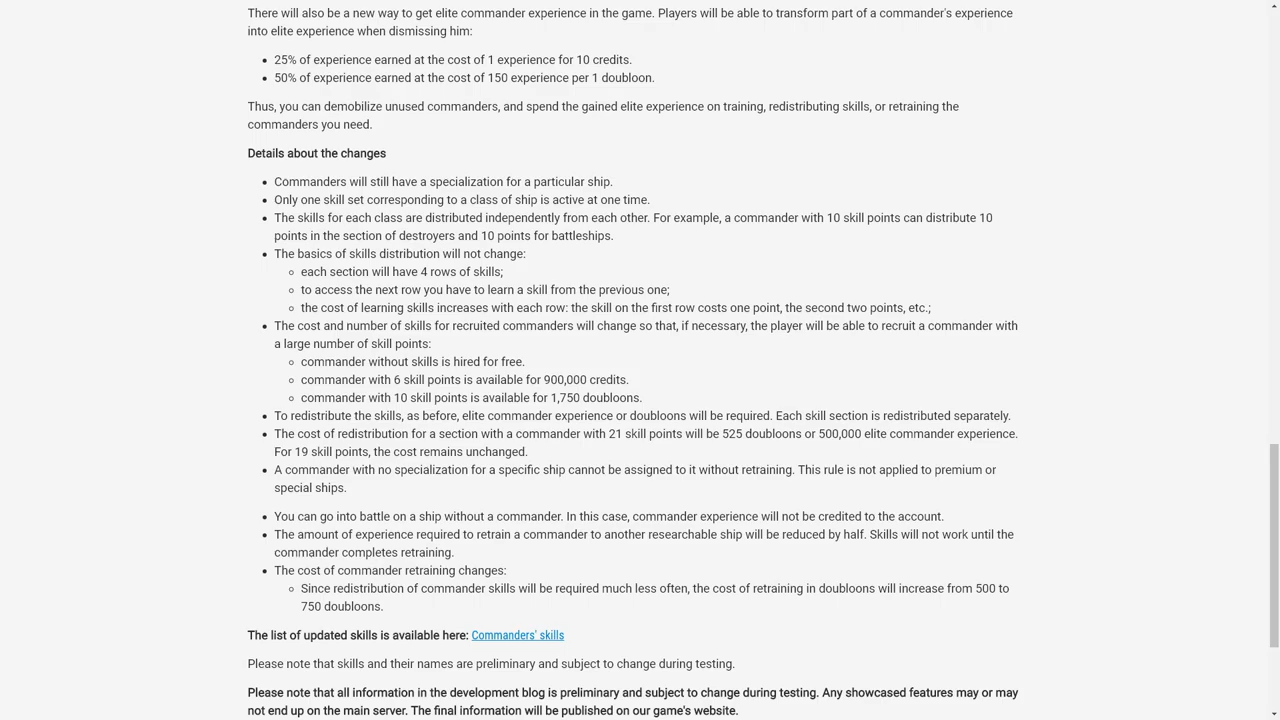 There will also be a new way to get elite commander experience in the game. Players will be able to transform part of a commander's experience
into elite experience when dismissing him:
• 25% of experience earned at the cost of 1 experience for 10 credits.
• 50% of experience earned at the cost of 150 experience per 1 doubloon.
Thus, you can demobilize unused commanders, and spend the gained elite experience on training, redistributing skills, or retraining the
commanders you need.
Details about the changes
• Commanders will still have a specialization for a particular ship.
• Only one skill set corresponding to a class of ship is active at one time.
• The skills for each class are distributed independently from each other. For example, a commander with 10 skill points can distribute 10
points in the section of destroyers and 10 points for battleships.
• The basics of skills distribution will not change:
◦ each section will have 4 rows of skills;
◦ to access the next row you have to learn a skill from the previous one;
◦ the cost of learning skills increases with each row: the skill on the first row costs one point, the second two points, etc.;
• The cost and number of skills for recruited commanders will change so that, if necessary, the player will be able to recruit a commander with
a large number of skill points:
◦ commander without skills is hired for free.
◦ commander with 6 skill points is available for 900,000 credits.
◦ commander with 10 skill points is available for 1,750 doubloons.
• To redistribute the skills, as before, elite commander experience or doubloons will be required. Each skill section is redistributed separately.
• The cost of redistribution for a section with a commander with 21 skill points will be 525 doubloons or 500,000 elite commander experience.
For 19 skill points, the cost remains unchanged.
• A commander with no specialization for a specific ship cannot be assigned to it without retraining. This rule is not applied to premium or
special ships.
• You can go into battle on a ship without a commander. In this case, commander experience will not be credited to the account.
• The amount of experience required to retrain a commander to another researchable ship will be reduced by half. Skills will not work until the
commander completes retraining.
• The cost of commander retraining changes:
◦ Since redistribution of commander skills will be required much less often, the cost of retraining in doubloons will increase from 500 to
750 doubloons.
The list of updated skills is available here: Commanders' skills
Please note that skills and their names are preliminary and subject to change during testing.
Please note that all information in the development blog is preliminary and subject to change during testing. Any showcased features may or may
not end up on the main server. The final information will be published on our game's website.